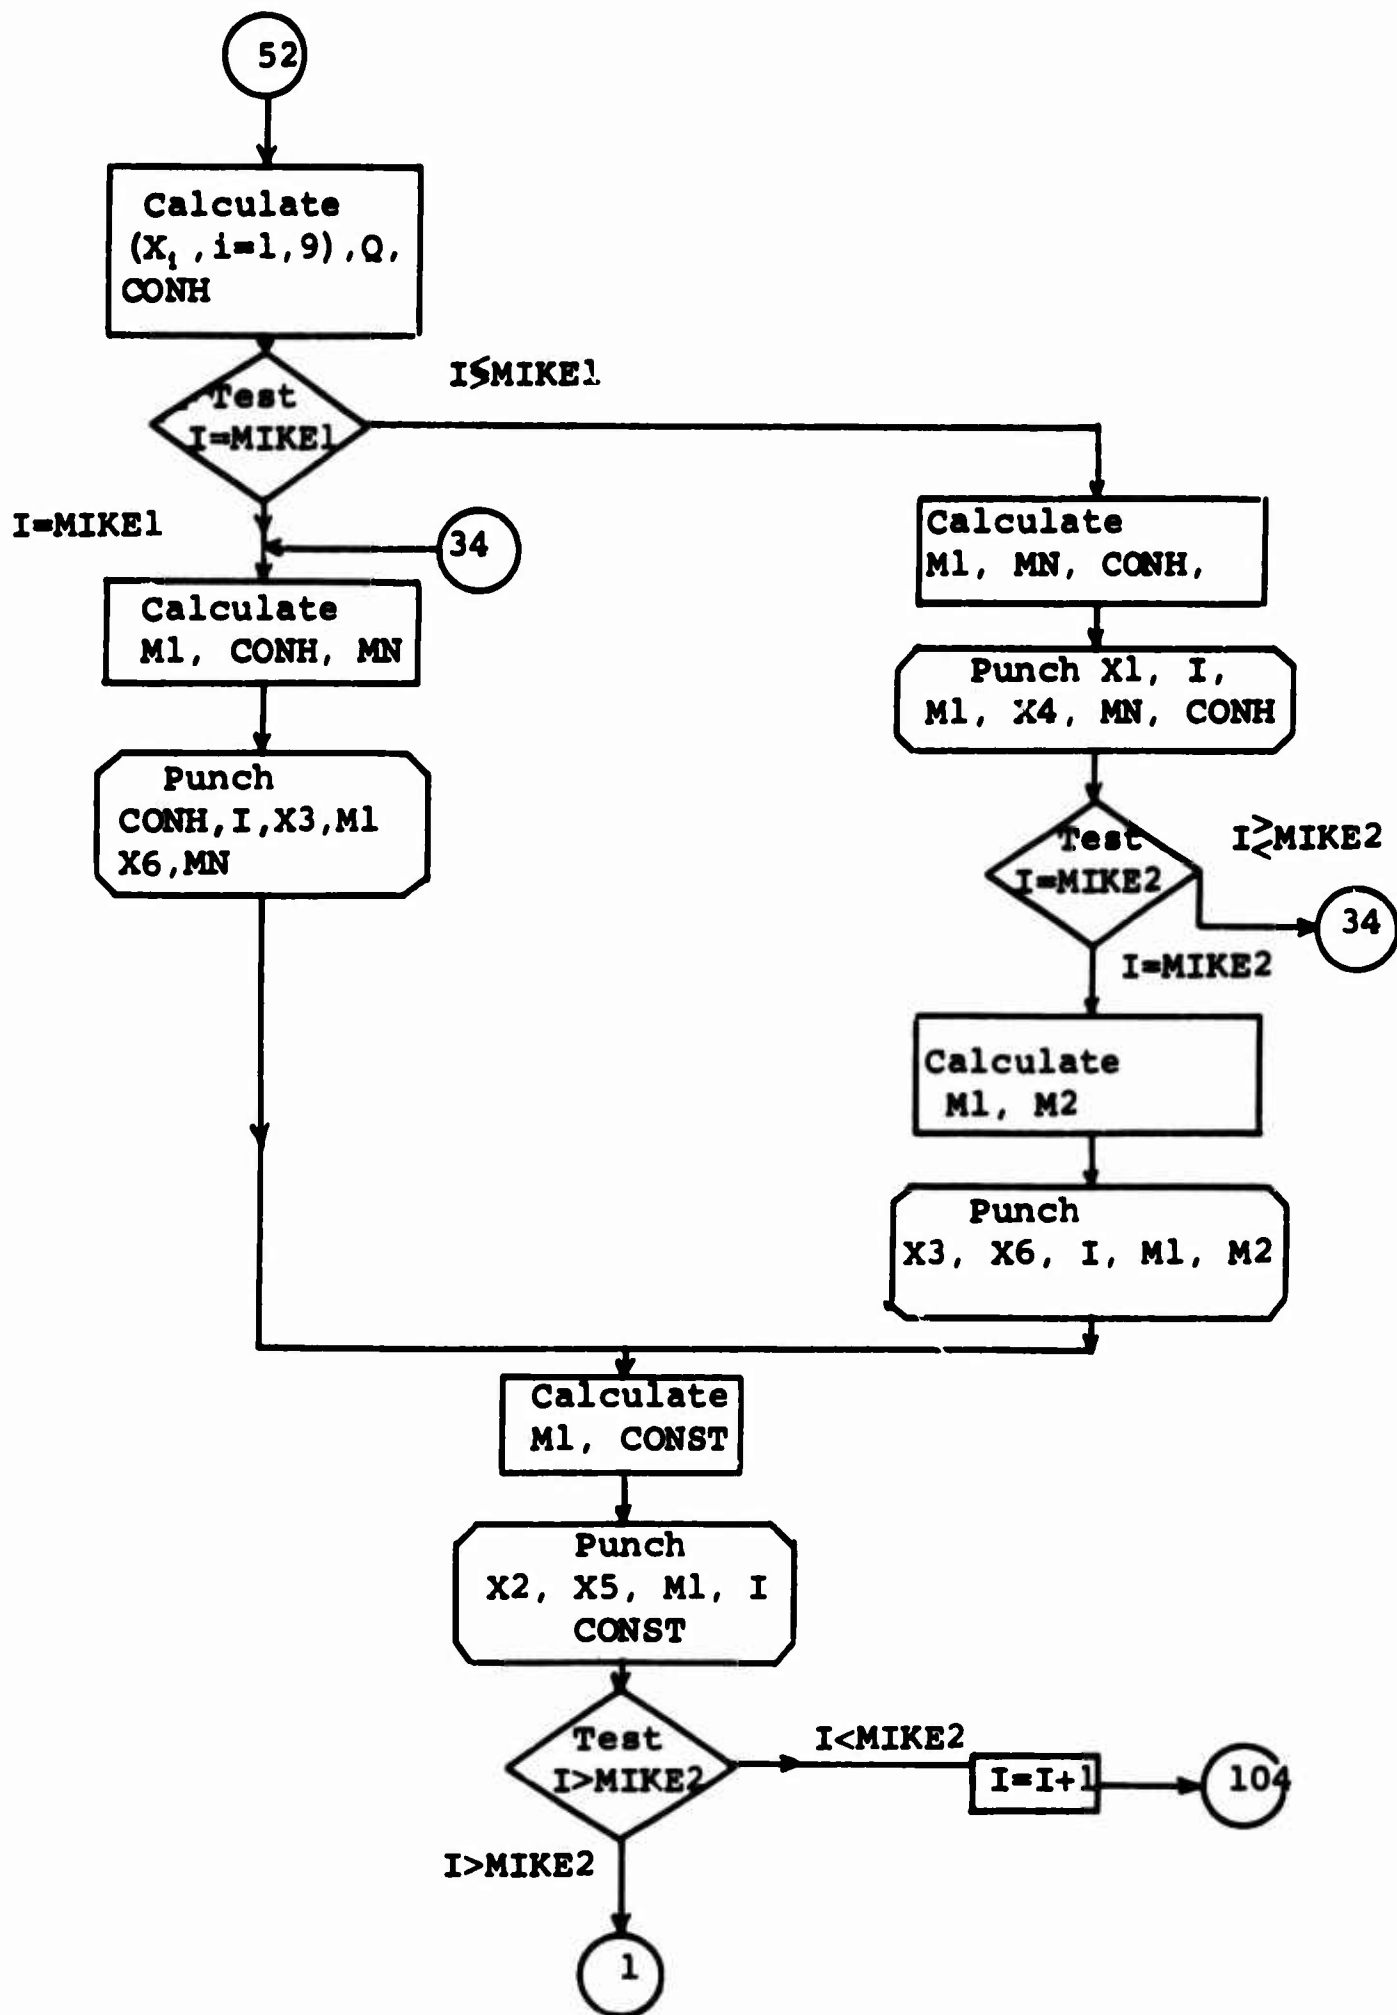 52
Calculate
(Xᵢ, i=1,9), Q,
CONH
Test
I=MIKE1
I≶MIKE1
I=MIKE1
34
Calculate
M1, CONH, MN
Punch
CONH, I, X3, M1
X6, MN
Calculate
M1, MN, CONH,
Punch X1, I,
M1, X4, MN, CONH
Test
I=MIKE2
I≷MIKE2
34
I=MIKE2
Calculate
M1, M2
Punch
X3, X6, I, M1, M2
Calculate
M1, CONST
Punch
X2, X5, M1, I
CONST
Test
I>MIKE2
I<MIKE2
I=I+1
104
I>MIKE2
1